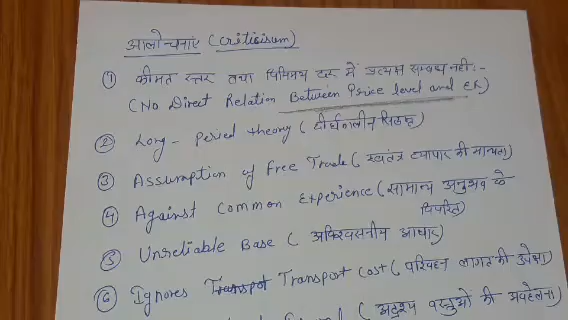 आलोचनाएं (Criticisum)
① कीमत स्तर तथा विनिमय दर में प्रत्यक्ष सम्बन्ध नहीं :-
(No Direct Relation Between Price level and ER)
② Long - Period theory (दीर्घकालीन सिद्धान्त)
③ Assumption of Free Trade (स्वतंत्र व्यापार की मान्यता)
④ Against Common Experience (सामान्य अनुभव के
विपरित)
⑤ Unreliable Base (अविश्वसनीय आधार)
⑥ Ignores Transport Cost (परिवहन लागत की उपेक्षा)
(अदृश्य वस्तुओं की अवहेलना)